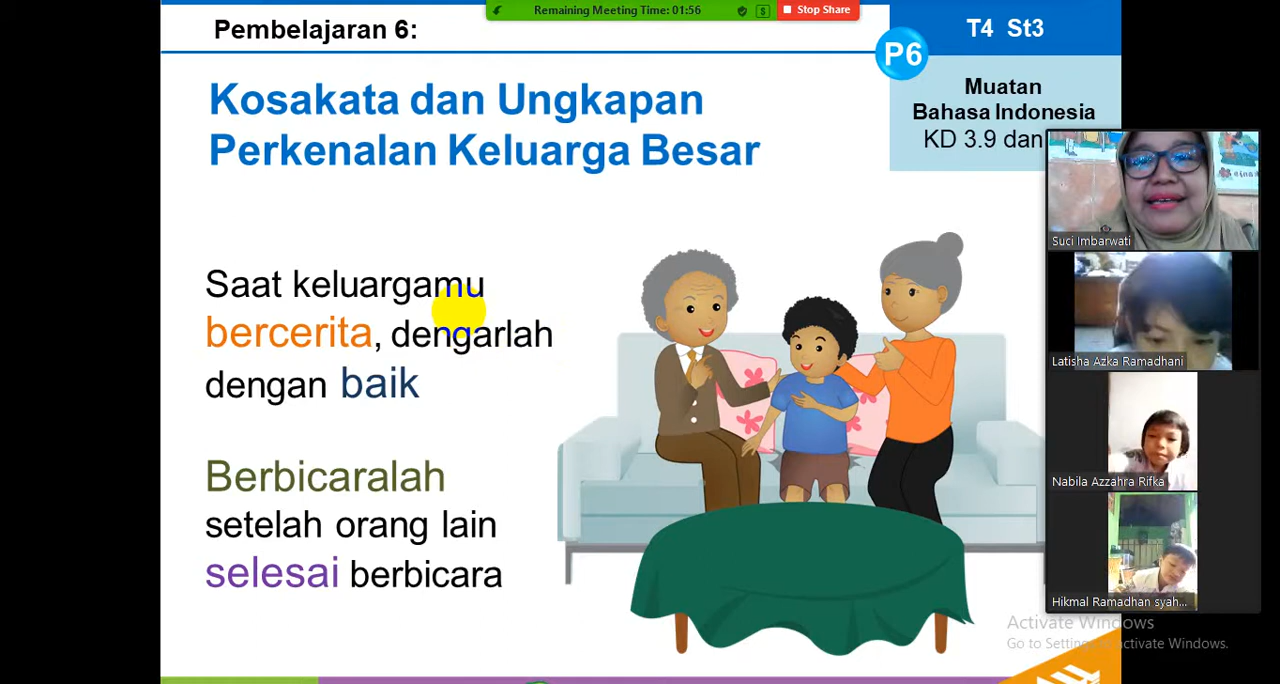 Remaining Meeting Time: 01:56
Stop Share
Pembelajaran 6:
T4 St3
P6
Muatan
Bahasa Indonesia
KD 3.9 dan
Kosakata dan Ungkapan
Perkenalan Keluarga Besar
Saat keluargamu
bercerita, dengarlah
dengan baik
Berbicaralah
setelah orang lain
selesai berbicara
Suci Imbarwati
Latisha Azka Ramadhani
Nabila Azzahra Rifka
Hikmal Ramadhan syah...
Activate Windows
Go to Settings to activate Windows.